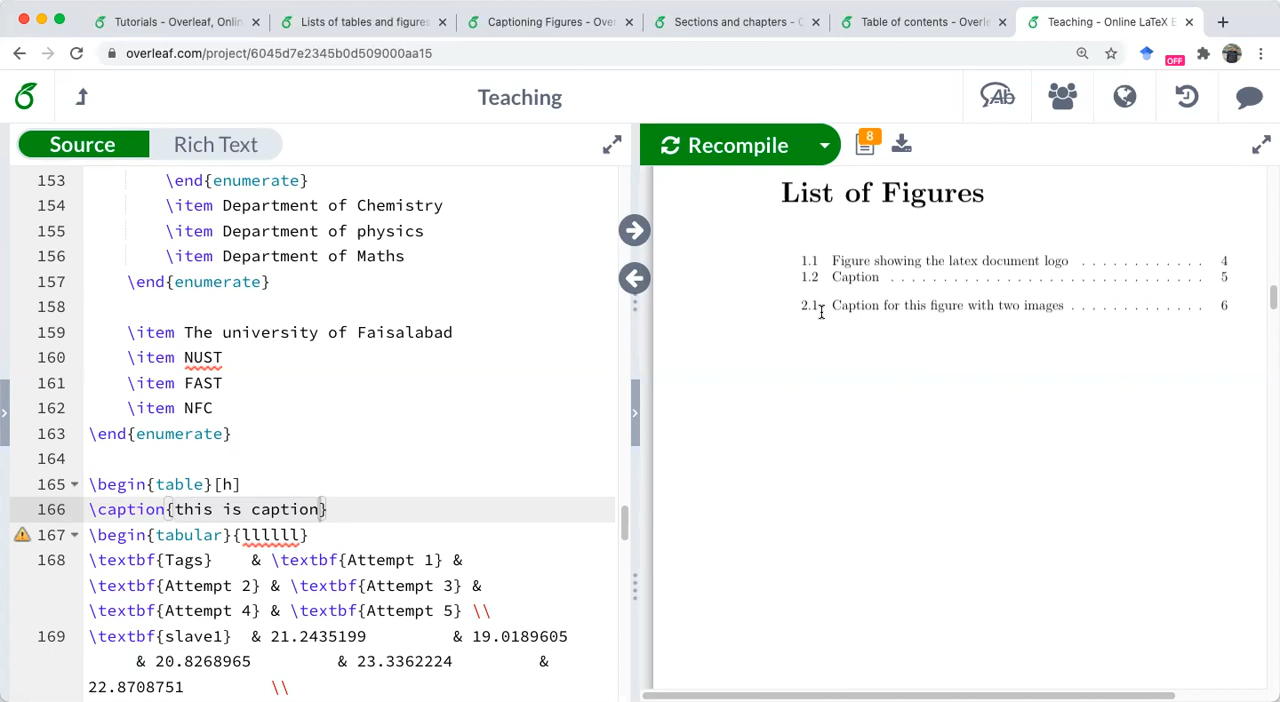 Tutorials - Overleaf, Onlin
Lists of tables and figures
Captioning Figures - Ove
Sections and chapters -
Table of contents - Overle
Teaching - Online LaTeX E
overleaf.com/project/6045d7e2345b0d509000aa15
OFF
Teaching
Source
Rich Text
Recompile
8
153 \end{enumerate}
154 \item Department of Chemistry
155 \item Department of physics
156 \item Department of Maths
157 \end{enumerate}
158
159 \item The university of Faisalabad
160 \item NUST
161 \item FAST
162 \item NFC
163 \end{enumerate}
164
165 \begin{table}[h]
166 \caption{this is caption}
167 \begin{tabular}{llllll}
168 \textbf{Tags} & \textbf{Attempt 1} &
\textbf{Attempt 2} & \textbf{Attempt 3} &
\textbf{Attempt 4} & \textbf{Attempt 5} \\
169 \textbf{slave1} & 21.2435199 & 19.0189605
& 20.8268965 & 23.3362224 &
22.8708751 \\
List of Figures
1.1 Figure showing the latex document logo . . . . . . . . . . . . 4
1.2 Caption . . . . . . . . . . . . . . . . . . . . . . . . . . . . 5
2.1 Caption for this figure with two images . . . . . . . . . . . . 6